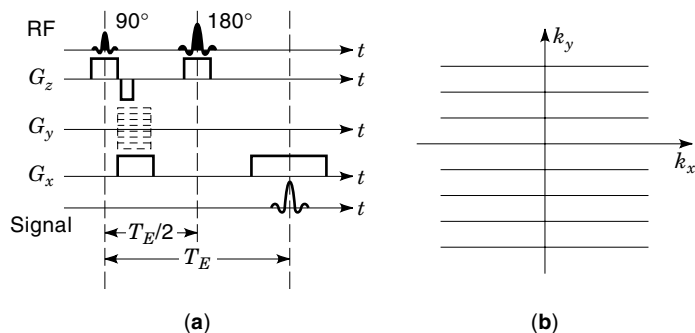 RF 90° 180° t
G_z t
G_y t
G_x t
Signal t
T_E/2
T_E
(a)
k_y
k_x
(b)